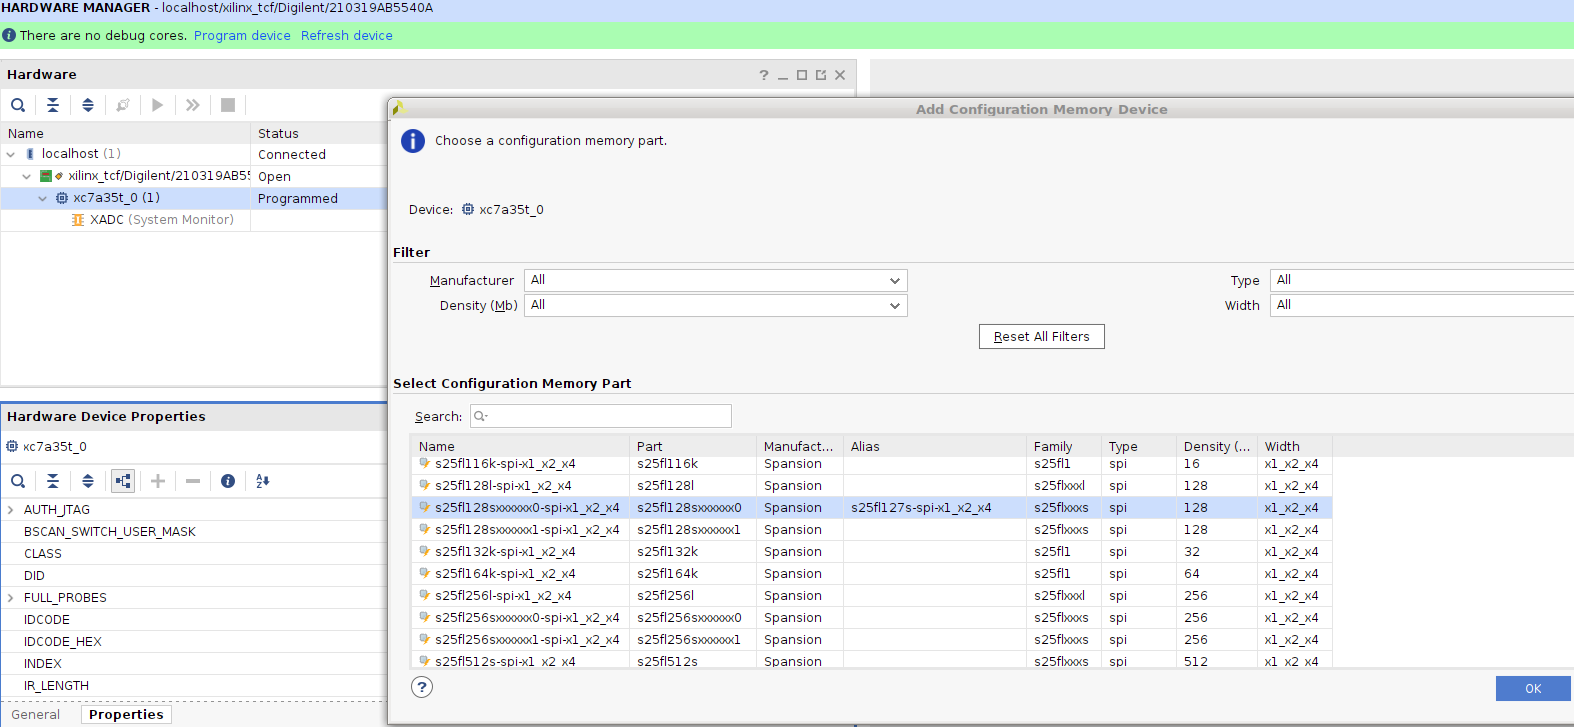 HARDWARE MANAGER - localhost/xilinx_tcf/Digilent/210319AB5540A
There are no debug cores. Program device Refresh device
Hardware
Name Status
localhost (1) Connected
xilinx_tcf/Digilent/210319AB5 Open
xc7a35t_0 (1) Programmed
XADC (System Monitor)
Hardware Device Properties
xc7a35t_0
AUTH_JTAG
BSCAN_SWITCH_USER_MASK
CLASS
DID
FULL_PROBES
IDCODE
IDCODE_HEX
INDEX
IR_LENGTH
General Properties
Add Configuration Memory Device
Choose a configuration memory part.
Device: xc7a35t_0
Filter
Manufacturer All Type All
Density (Mb) All Width All
Reset All Filters
Select Configuration Memory Part
Search:
Name Part Manufact... Alias Family Type Density (... Width
s25fl116k-spi-x1_x2_x4 s25fl116k Spansion s25fl1 spi 16 x1_x2_x4
s25fl128l-spi-x1_x2_x4 s25fl128l Spansion s25flxxxl spi 128 x1_x2_x4
s25fl128sxxxxxx0-spi-x1_x2_x4 s25fl128sxxxxxx0 Spansion s25fl127s-spi-x1_x2_x4 s25flxxxs spi 128 x1_x2_x4
s25fl128sxxxxxx1-spi-x1_x2_x4 s25fl128sxxxxxx1 Spansion s25flxxxs spi 128 x1_x2_x4
s25fl132k-spi-x1_x2_x4 s25fl132k Spansion s25fl1 spi 32 x1_x2_x4
s25fl164k-spi-x1_x2_x4 s25fl164k Spansion s25fl1 spi 64 x1_x2_x4
s25fl256l-spi-x1_x2_x4 s25fl256l Spansion s25flxxxl spi 256 x1_x2_x4
s25fl256sxxxxxx0-spi-x1_x2_x4 s25fl256sxxxxxx0 Spansion s25flxxxs spi 256 x1_x2_x4
s25fl256sxxxxxx1-spi-x1_x2_x4 s25fl256sxxxxxx1 Spansion s25flxxxs spi 256 x1_x2_x4
s25fl512s-spi-x1_x2_x4 s25fl512s Spansion s25flxxxs spi 512 x1_x2_x4
OK